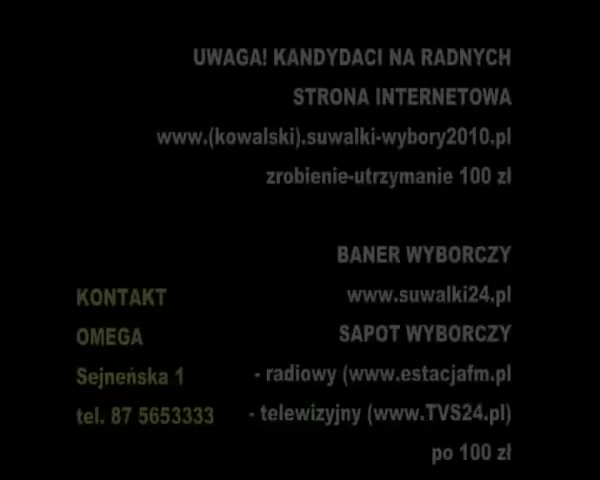 UWAGA! KANDYDACI NA RADNYCH
STRONA INTERNETOWA
www.(kowalski).suwalki-wybory2010.pl
zrobienie-utrzymanie 100 zł
BANER WYBORCZY
www.suwalki24.pl
SAPOT WYBORCZY
- radiowy (www.estacjafm.pl
- telewizyjny (www.TVS24.pl)
po 100 zł
KONTAKT
OMEGA
Sejneńska 1
tel. 87 5653333